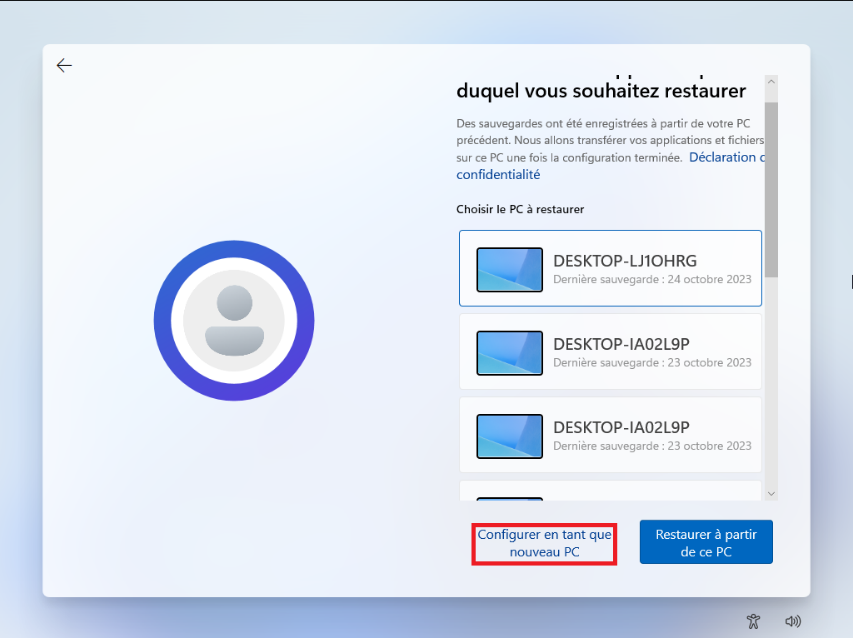 duquel vous souhaitez restaurer
Des sauvegardes ont été enregistrées à partir de votre PC
précédent. Nous allons transférer vos applications et fichiers
sur ce PC une fois la configuration terminée. Déclaration
confidentialité
Choisir le PC à restaurer
DESKTOP-LJ1OHRG
Dernière sauvegarde : 24 octobre 2023
DESKTOP-IA02L9P
Dernière sauvegarde : 23 octobre 2023
DESKTOP-IA02L9P
Dernière sauvegarde : 23 octobre 2023
Configurer en tant que
nouveau PC
Restaurer à partir
de ce PC